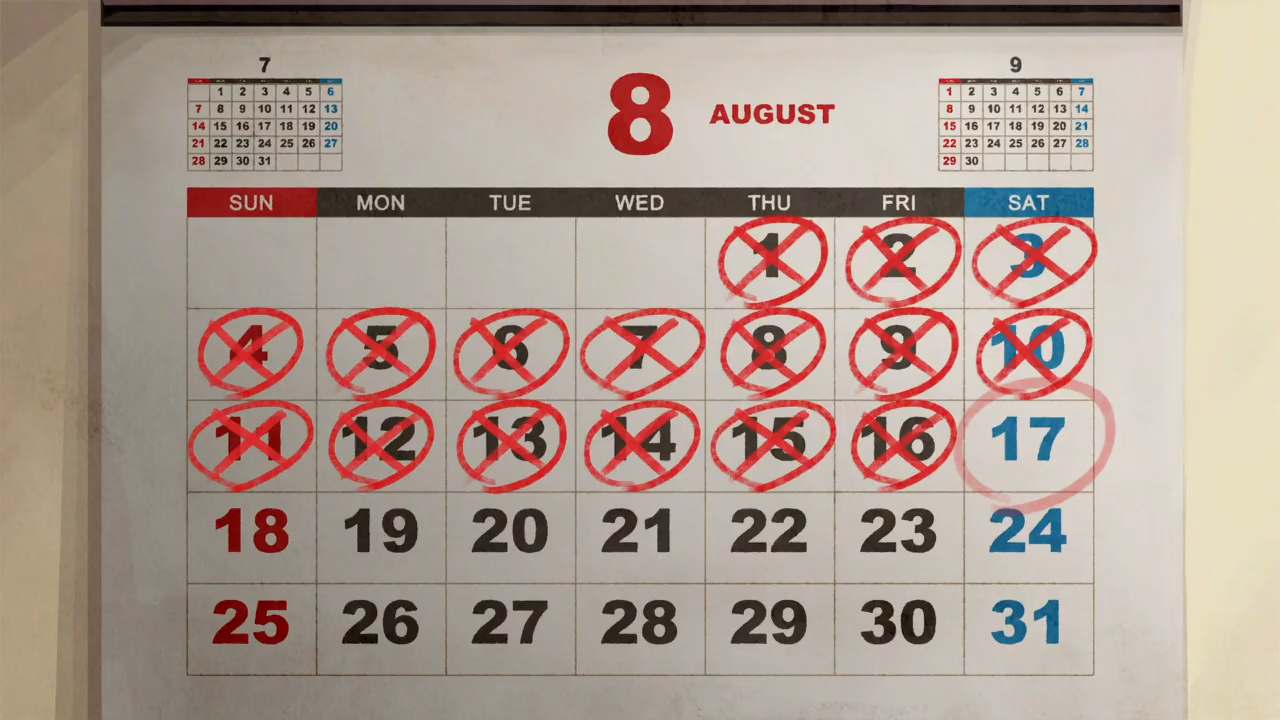 7
1 2 3 4 5 6
7 8 9 10 11 12 13
14 15 16 17 18 19 20
21 22 23 24 25 26 27
28 29 30 31
8 AUGUST
9
1 2 3 4 5 6 7
8 9 10 11 12 13 14
15 16 17 18 19 20 21
22 23 24 25 26 27 28
29 30
SUN MON TUE WED THU FRI SAT
1 2 3
4 5 6 7 8 9 10
11 12 13 14 15 16 17
18 19 20 21 22 23 24
25 26 27 28 29 30 31